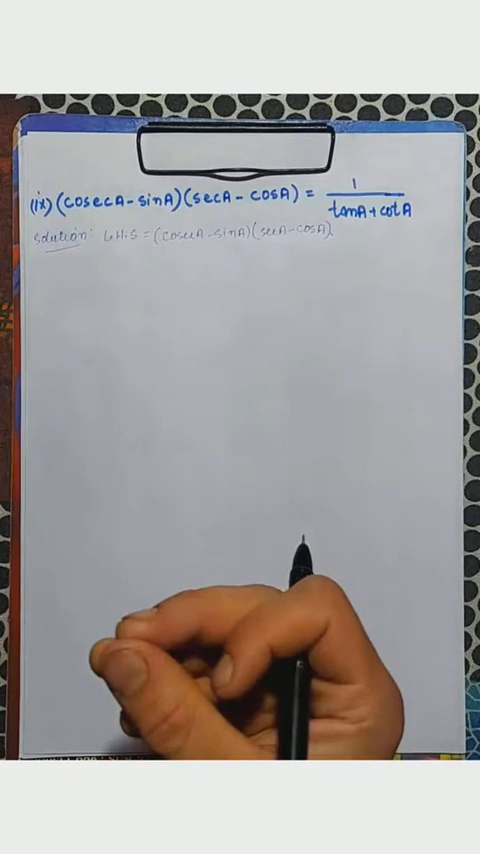 (ix) (cosecA - sinA)(secA - cosA) = 1/(tanA + cotA)
Solution: L.H.S = (cosecA - sinA)(secA - cosA).